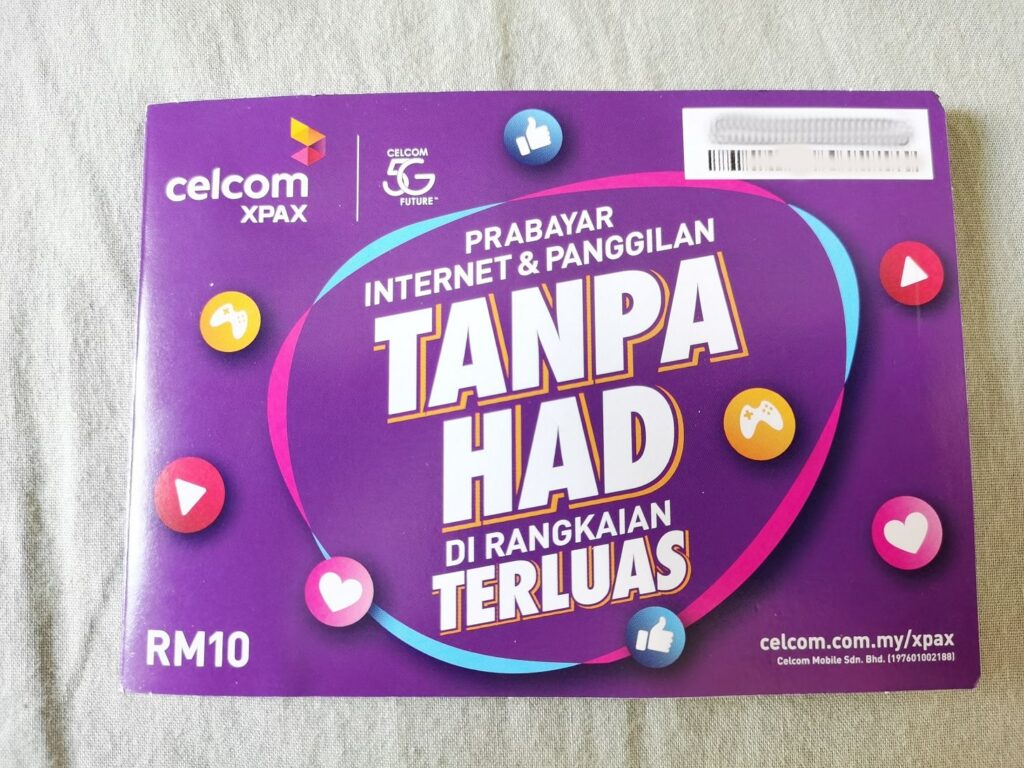 celcom
XPAX
CELCOM
5G
FUTURE™
PRABAYAR
INTERNET & PANGGILAN
TANPA
HAD
DI RANGKAIAN
TERLUAS
RM10
celcom.com.my/xpax
Celcom Mobile Sdn. Bhd. (197601002188)